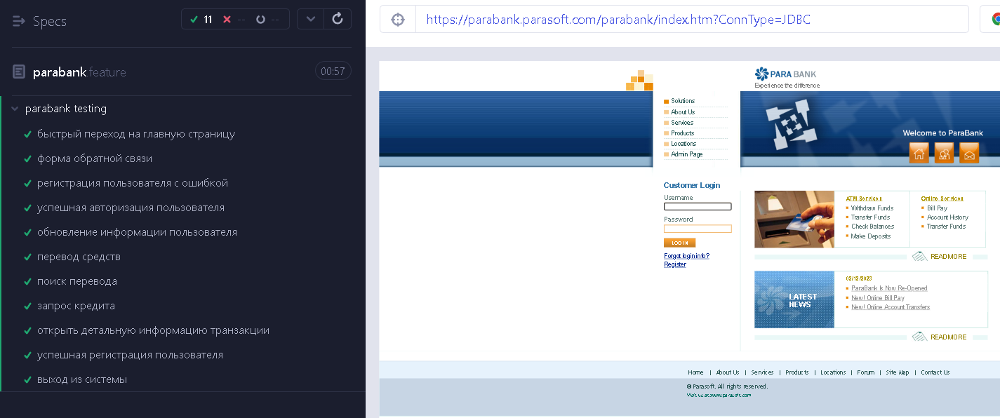 Specs
11 -- --
parabank feature
00:57
parabank testing
быстрый переход на главную страницу
форма обратной связи
регистрация пользователя с ошибкой
успешная авторизация пользователя
обновление информации пользователя
перевод средств
поиск перевода
запрос кредита
открыть детальную информацию транзакции
успешная регистрация пользователя
выход из системы
https://parabank.parasoft.com/parabank/index.htm?ConnType=JDBC
PARA BANK
Experience the difference
Solutions
About Us
Services
Products
Locations
Admin Page
Welcome to ParaBank
Customer Login
Username
Password
LOG IN
Forgot login info?
Register
ATM Services
Withdraw Funds
Transfer Funds
Check Balances
Make Deposits
Online Services
Bill Pay
Account History
Transfer Funds
READ MORE
LATEST
NEWS
02/12/2023
ParaBank Is Now Re-Opened
New! Online Bill Pay
New! Online Account Transfers
READ MORE
Home | About Us | Services | Products | Locations | Forum | Site Map | Contact Us
© Parasoft. All rights reserved.
Visit us at: www.parasoft.com